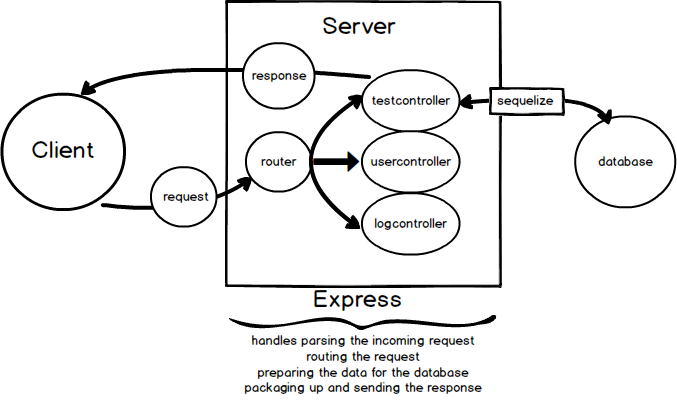 Server
response
testcontroller
sequelize
Client
router
usercontroller
database
request
logcontroller
Express
handles parsing the incoming request
routing the request
preparing the data for the database
packaging up and sending the response